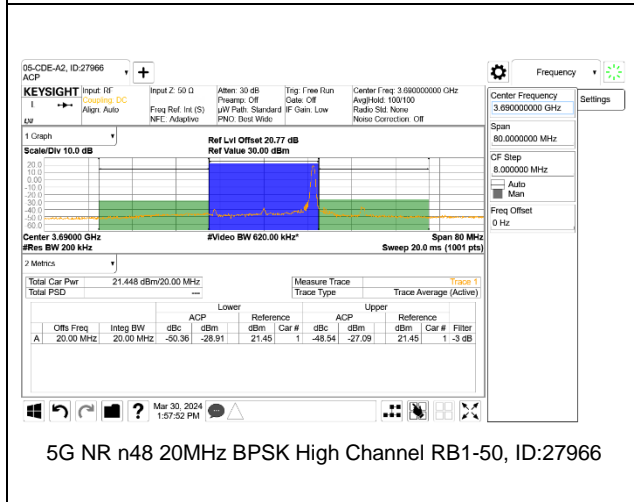 05-CDE-A2, ID:27966
ACP
Frequency
KEYSIGHT Input: RF Input Z: 50 Ω Atten: 30 dB Trig: Free Run Center Freq: 3.690000000 GHz
Coupling: DC Preamp: Off Gate: Off Avg|Hold: 100/100
Align: Auto Freq Ref: Int (S) µW Path: Standard IF Gain: Low Radio Std: None
NFE: Adaptive PNO: Best Wide Noise Correction: Off
Center Frequency
3.690000000 GHz
Settings
Span
80.0000000 MHz
CF Step
8.000000 MHz
Auto
Man
Freq Offset
0 Hz
1 Graph
Scale/Div 10.0 dB
Ref Lvl Offset 20.77 dB
Ref Value 30.00 dBm
20.0
10.0
0.00
-10.0
-20.0
-30.0
-40.0
-50.0
-60.0
Center 3.69000 GHz #Video BW 620.00 kHz* Span 80 MHz
#Res BW 200 kHz Sweep 20.0 ms (1001 pts)
2 Metrics
Total Car Pwr 21.448 dBm/20.00 MHz Measure Trace Trace 1
Total PSD --- Trace Type Trace Average (Active)
Lower Upper
ACP Reference ACP Reference
Offs Freq Integ BW dBc dBm dBm Car # dBc dBm dBm Car # Filter
A 20.00 MHz 20.00 MHz -50.36 -28.91 21.45 1 -48.54 -27.09 21.45 1 -3 dB
Mar 30, 2024
1:57:52 PM
5G NR n48 20MHz BPSK High Channel RB1-50, ID:27966